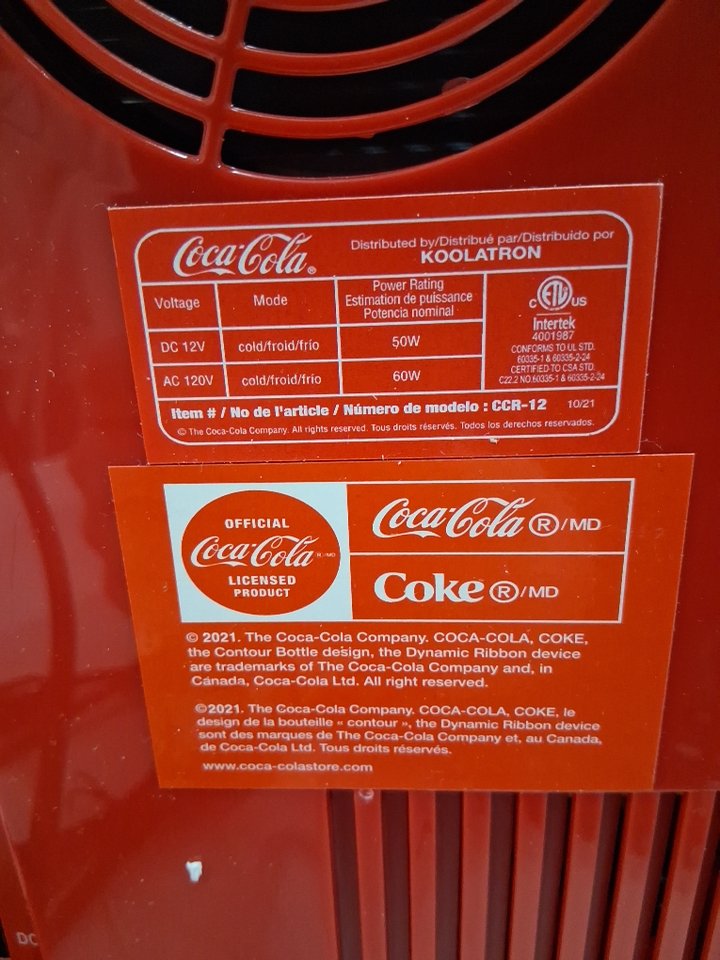 Coca-Cola®
Distributed by/Distribué par/Distribuido por
KOOLATRON
Voltage
Mode
Power Rating
Estimation de puissance
Potencia nominal
DC 12V
cold/froid/frío
50W
AC 120V
cold/froid/frío
60W
C ETL US
Intertek
4001987
CONFORMS TO UL STD.
60335-1 & 60335-2-24
CERTIFIED TO CSA STD.
C22.2 NO.60335-1 & 60335-2-24
Item # / No de l'article / Número de modelo : CCR-12 10/21
© The Coca-Cola Company. All rights reserved. Tous droits réservés. Todos los derechos reservados.
OFFICIAL
Coca-Cola ®/MD
LICENSED
PRODUCT
Coca-Cola ®/MD
Coke ®/MD
© 2021. The Coca-Cola Company. COCA-COLA, COKE,
the Contour Bottle design, the Dynamic Ribbon device
are trademarks of The Coca-Cola Company and, in
Canada, Coca-Cola Ltd. All right reserved.
©2021. The Coca-Cola Company. COCA-COLA, COKE, le
design de la bouteille « contour », the Dynamic Ribbon device
sont des marques de The Coca-Cola Company et, au Canada,
de Coca-Cola Ltd. Tous droits réservés.
www.coca-colastore.com
DC